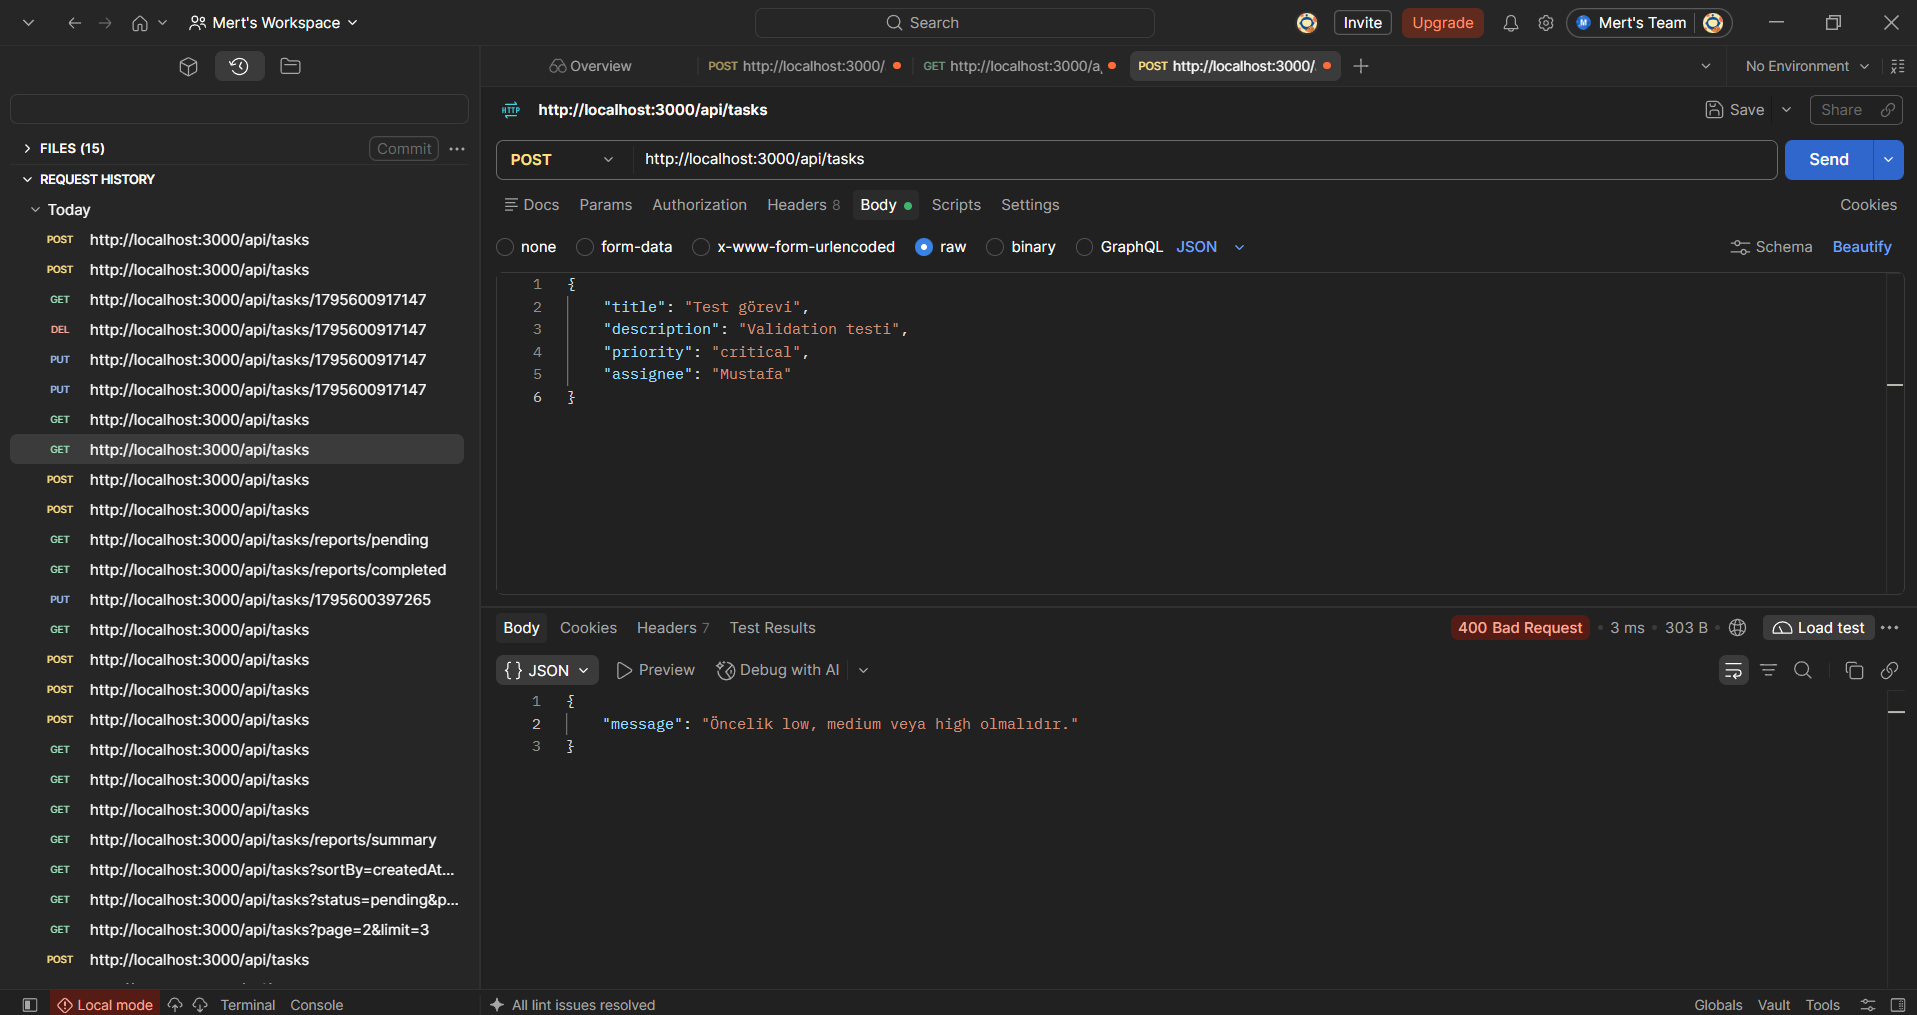 Mert's Workspace
Search
Invite
Upgrade
M
Mert's Team
Overview
POST http://localhost:3000/
GET http://localhost:3000/a
POST http://localhost:3000/
No Environment
HTTP
http://localhost:3000/api/tasks
Save
Share
FILES (15)
Commit
REQUEST HISTORY
Today
POST http://localhost:3000/api/tasks
POST http://localhost:3000/api/tasks
GET http://localhost:3000/api/tasks/1795600917147
DEL http://localhost:3000/api/tasks/1795600917147
PUT http://localhost:3000/api/tasks/1795600917147
PUT http://localhost:3000/api/tasks/1795600917147
GET http://localhost:3000/api/tasks
GET http://localhost:3000/api/tasks
POST http://localhost:3000/api/tasks
POST http://localhost:3000/api/tasks
GET http://localhost:3000/api/tasks/reports/pending
GET http://localhost:3000/api/tasks/reports/completed
PUT http://localhost:3000/api/tasks/1795600397265
GET http://localhost:3000/api/tasks
POST http://localhost:3000/api/tasks
POST http://localhost:3000/api/tasks
POST http://localhost:3000/api/tasks
GET http://localhost:3000/api/tasks
GET http://localhost:3000/api/tasks
GET http://localhost:3000/api/tasks
GET http://localhost:3000/api/tasks/reports/summary
GET http://localhost:3000/api/tasks?sortBy=createdAt...
GET http://localhost:3000/api/tasks?status=pending&p...
GET http://localhost:3000/api/tasks?page=2&limit=3
POST http://localhost:3000/api/tasks
POST
http://localhost:3000/api/tasks
Send
Docs Params Authorization Headers 8 Body Scripts Settings
Cookies
none form-data x-www-form-urlencoded raw binary GraphQL JSON
Schema Beautify
1 {
2 "title": "Test görevi",
3 "description": "Validation testi",
4 "priority": "critical",
5 "assignee": "Mustafa"
6 }
Body Cookies Headers 7 Test Results
400 Bad Request 3 ms 303 B
Load test
{} JSON Preview Debug with AI
1 {
2 "message": "Öncelik low, medium veya high olmalıdır."
3 }
Local mode Terminal Console
All lint issues resolved
Globals Vault Tools